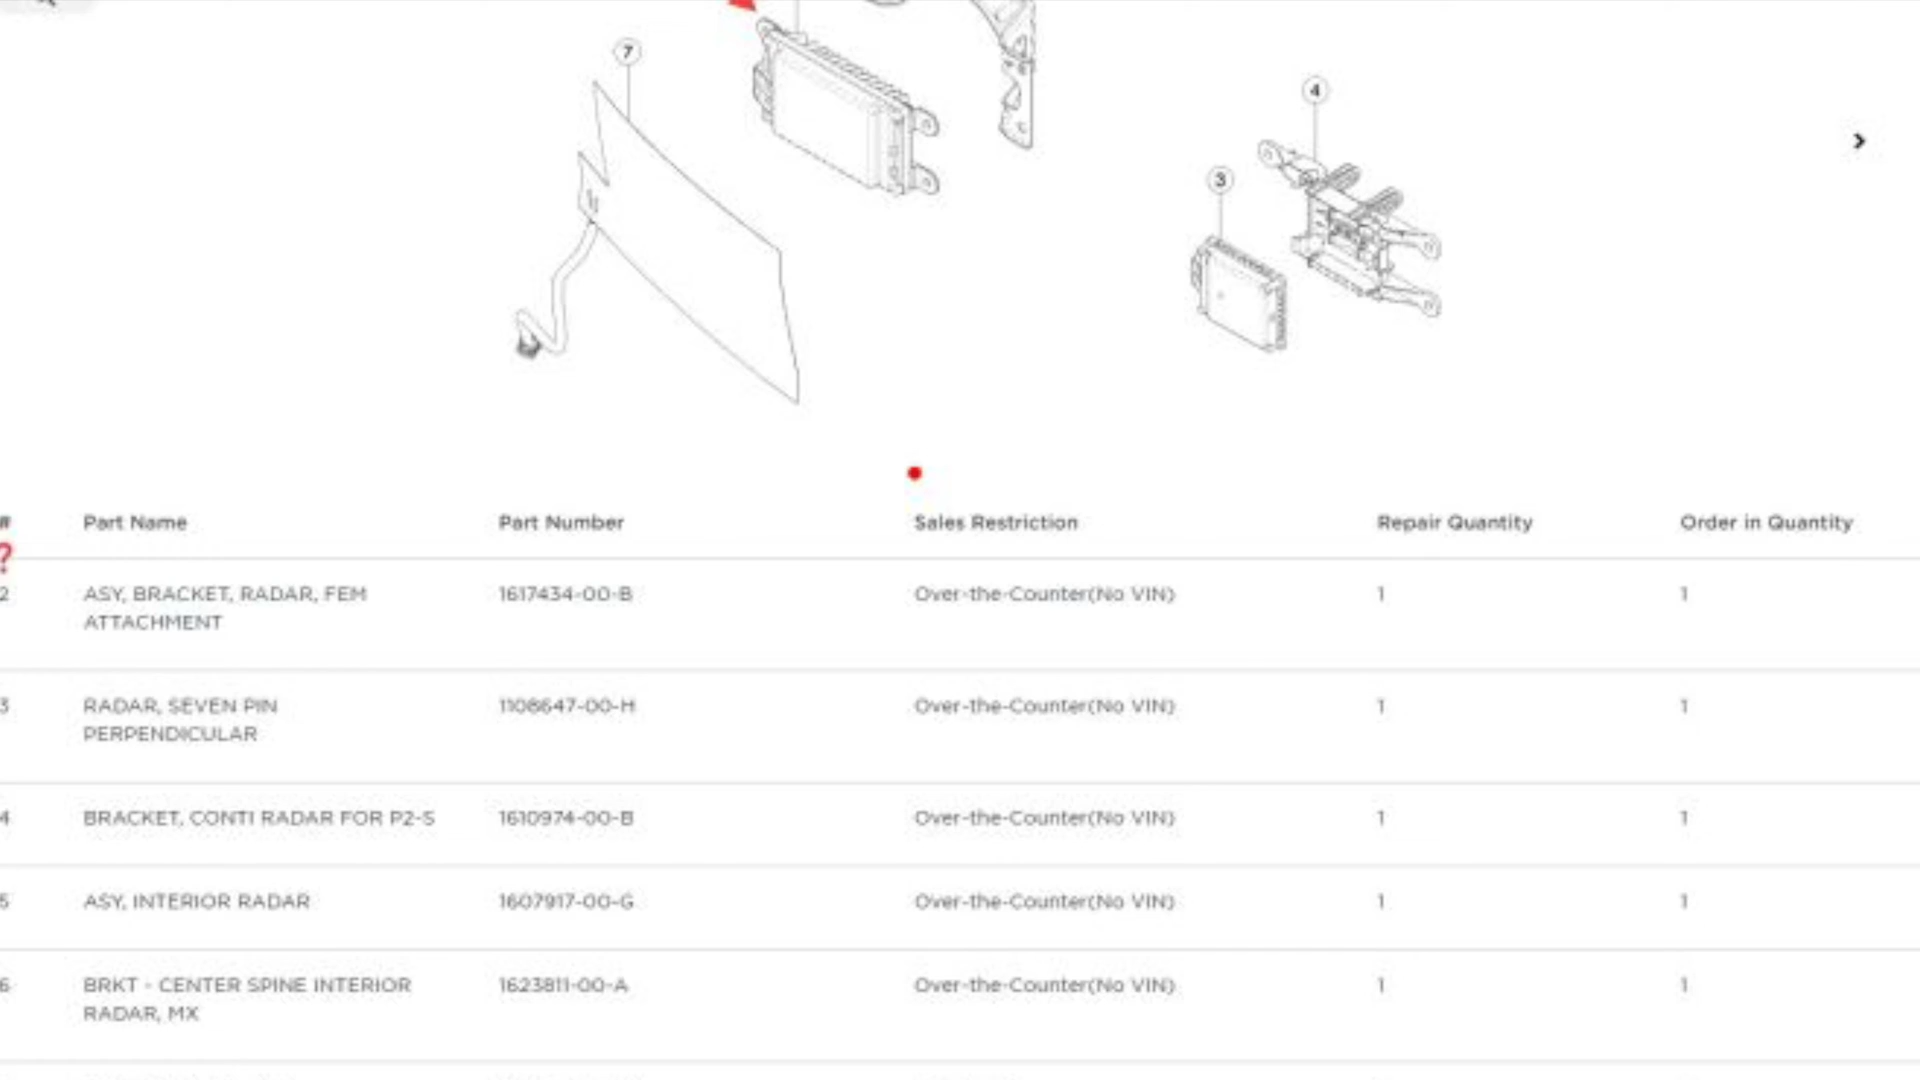 7
4
3
# Part Name Part Number Sales Restriction Repair Quantity Order in Quantity
?
2 ASY, BRACKET, RADAR, FEM 1617434-00-B Over-the-Counter(No VIN) 1 1
ATTACHMENT
3 RADAR, SEVEN PIN 1108647-00-H Over-the-Counter(No VIN) 1 1
PERPENDICULAR
4 BRACKET, CONTI RADAR FOR P2-S 1610974-00-B Over-the-Counter(No VIN) 1 1
5 ASY, INTERIOR RADAR 1607917-00-G Over-the-Counter(No VIN) 1 1
6 BRKT - CENTER SPINE INTERIOR 1623811-00-A Over-the-Counter(No VIN) 1 1
RADAR, MX